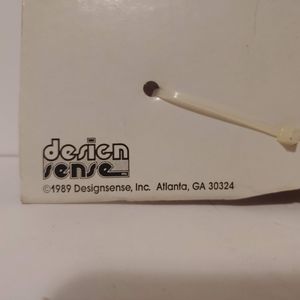 design
sense
©1989 Designsense, Inc. Atlanta, GA 30324